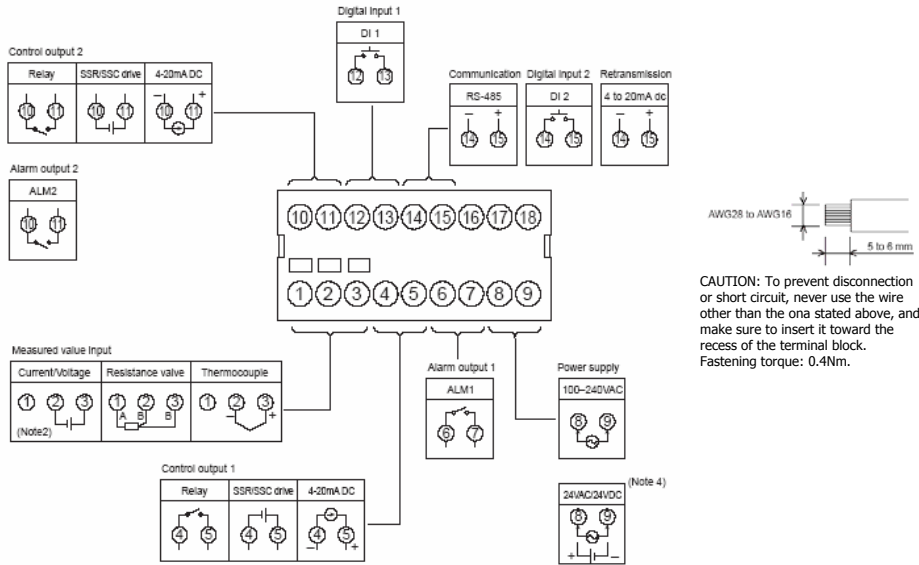 Digital Input 1
DI 1
12 13
Control output 2
Relay SSR/SSC drive 4-20mA DC
10 11 10 11 − 10 11 +
Communication Digital Input 2 Retransmission
RS-485 DI 2 4 to 20mA dc
− + − +
14 15 14 15 14 15
Alarm output 2
ALM2
10 11
10 11 12 13 14 15 16 17 18
1 2 3 4 5 6 7 8 9
AWG28 to AWG16
5 to 6 mm
CAUTION: To prevent disconnection
or short circuit, never use the wire
other than the ona stated above, and
make sure to insert it toward the
recess of the terminal block.
Fastening torque: 0.4Nm.
Measured value Input
Current/Voltage Resistance valve Thermocouple
1 2 3 1 2 3 1 2 3
A B B − +
(Note2)
Alarm output 1
ALM1
6 7
Power supply
100–240VAC
8 9
Control output 1
Relay SSR/SSC drive 4-20mA DC
4 5 4 5 4 5
− +
(Note 4)
24VAC/24VDC
8 9
+ −